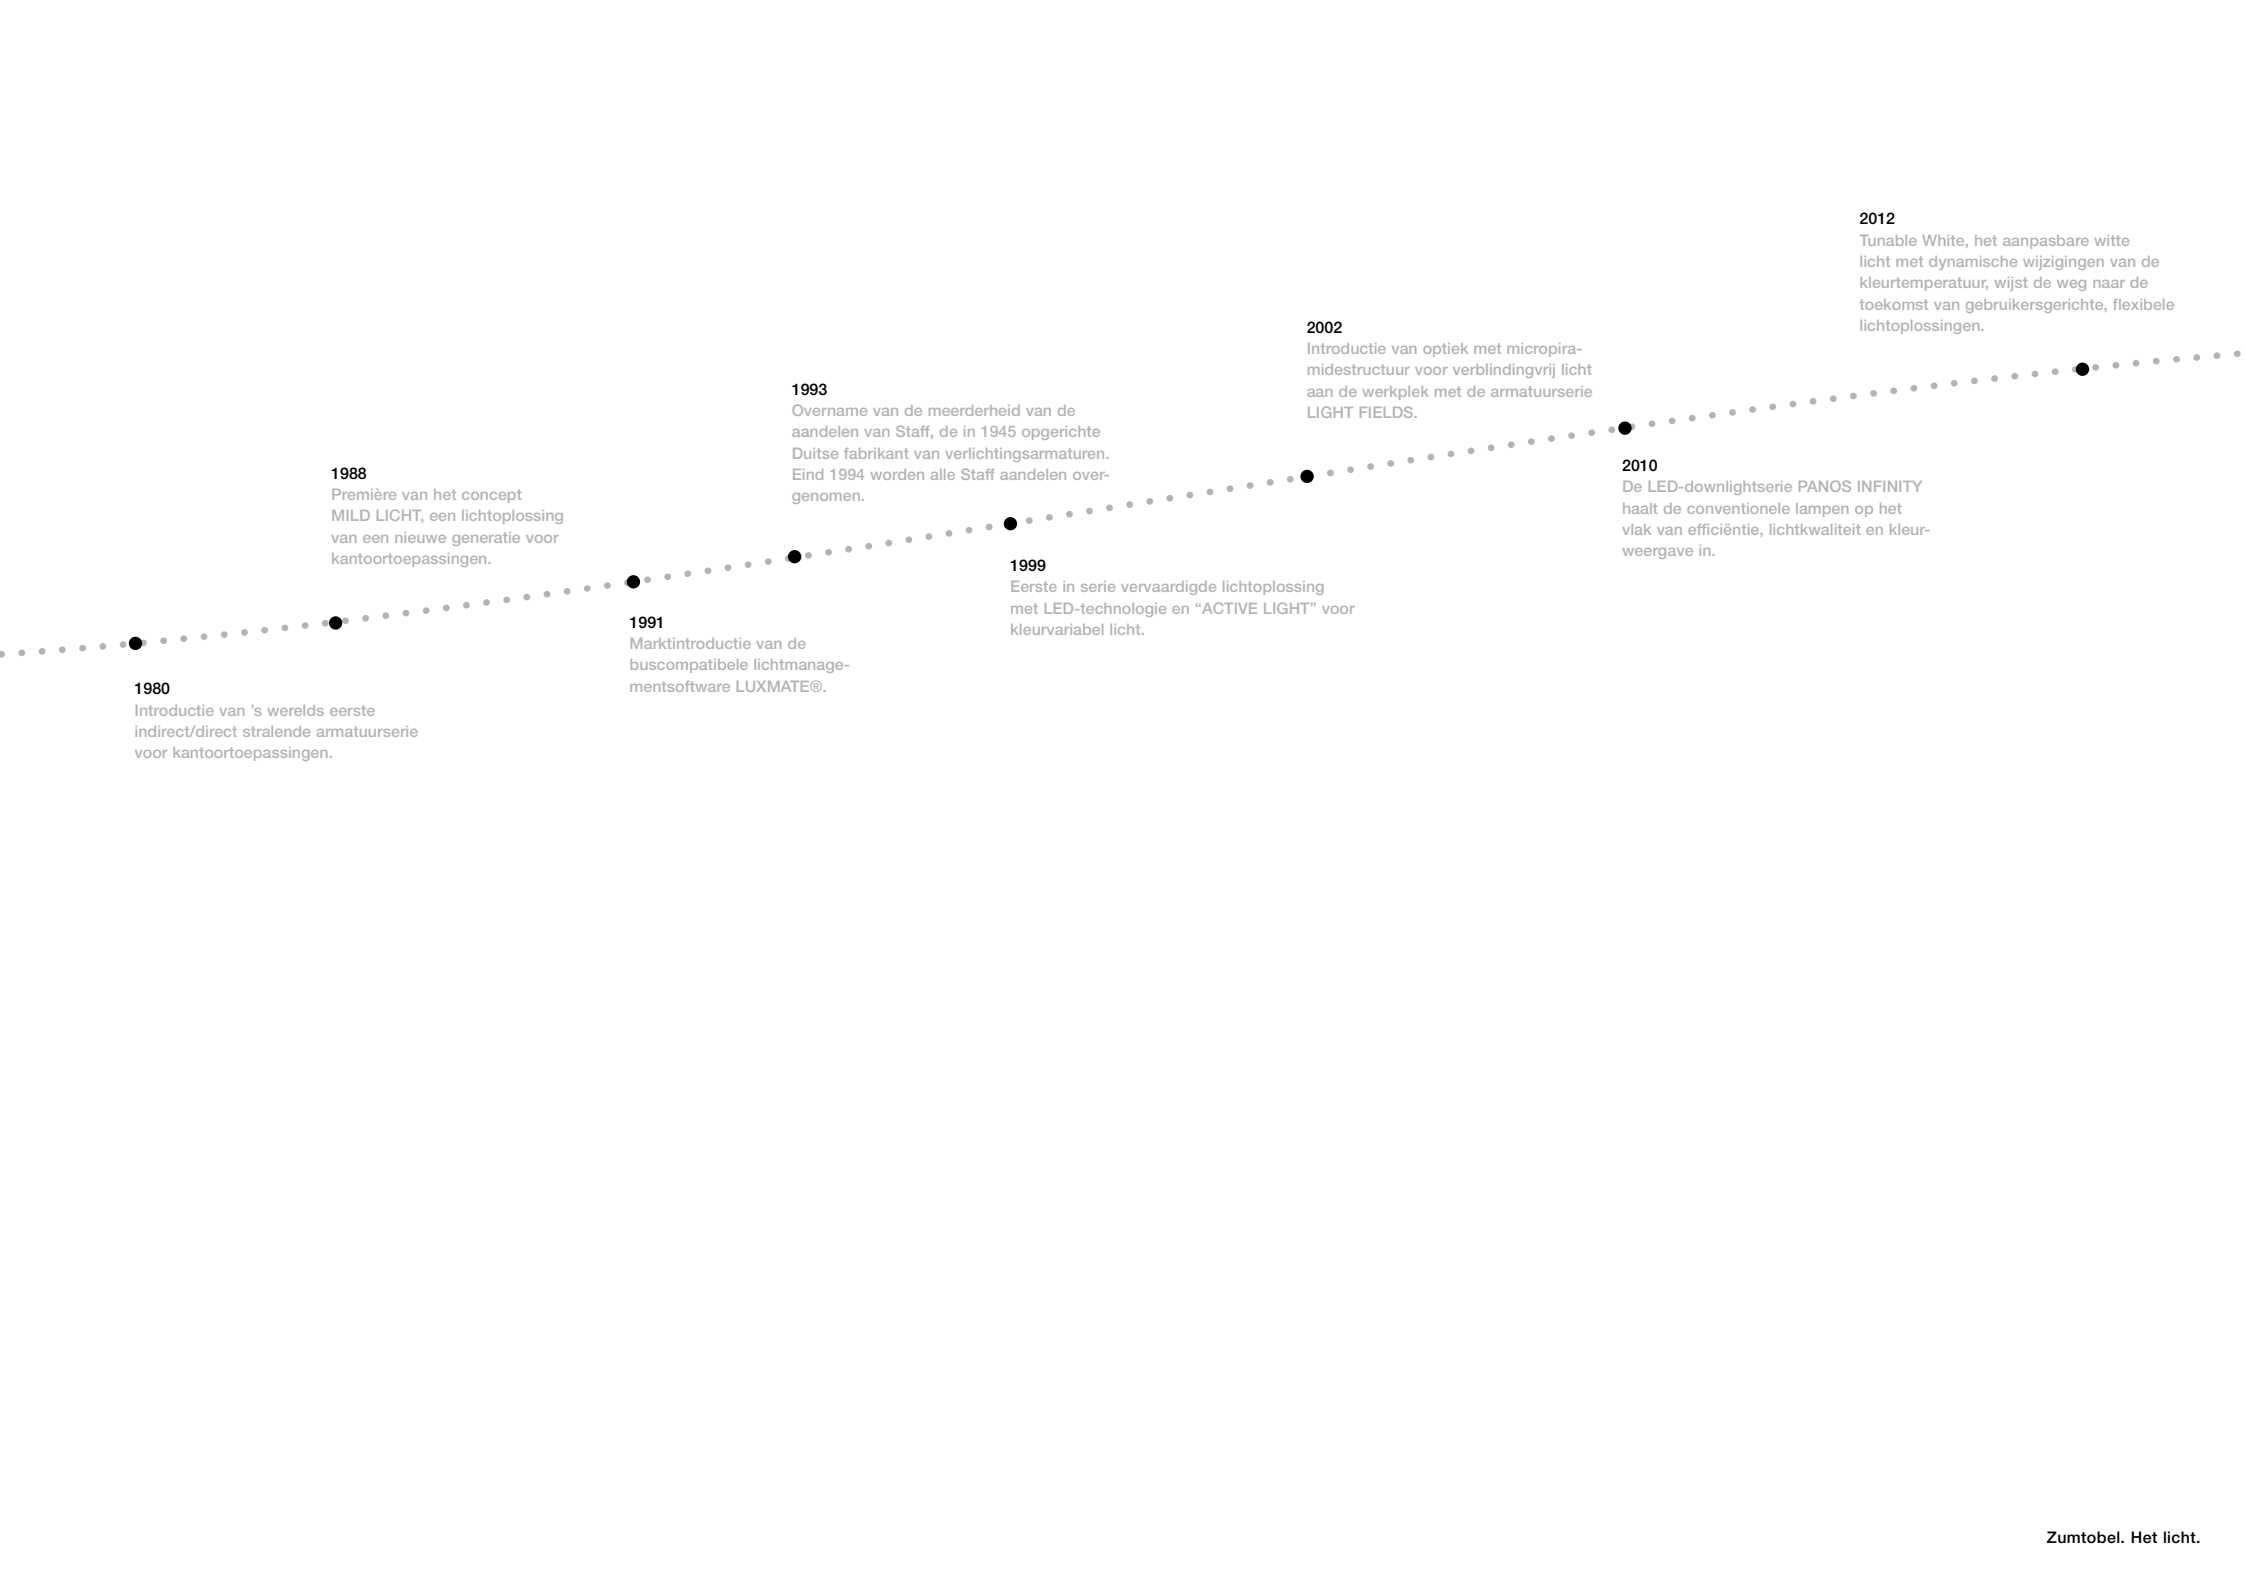 1980
Introductie van ’s werelds eerste
indirect/direct stralende armatuurserie
voor kantoortoepassingen.
1988
Première van het concept
MILD LICHT, een lichtoplossing
van een nieuwe generatie voor
kantoortoepassingen.
1991
Marktintroductie van de
buscompatibele lichtmanage-
mentsoftware LUXMATE®.
1993
Overname van de meerderheid van de
aandelen van Staff, de in 1945 opgerichte
Duitse fabrikant van verlichtingsarmaturen.
Eind 1994 worden alle Staff aandelen over-
genomen.
1999
Eerste in serie vervaardigde lichtoplossing
met LED-technologie en “ACTIVE LIGHT” voor
kleurvariabel licht.
2002
Introductie van optiek met micropira-
midestructuur voor verblindingvrij licht
aan de werkplek met de armatuurserie
LIGHT FIELDS.
2010
De LED-downlightserie PANOS INFINITY
haalt de conventionele lampen op het
vlak van efficiëntie, lichtkwaliteit en kleur-
weergave in.
2012
Tunable White, het aanpasbare witte
licht met dynamische wijzigingen van de
kleurtemperatuur, wijst de weg naar de
toekomst van gebruikersgerichte, flexibele
lichtoplossingen.
Zumtobel. Het licht.